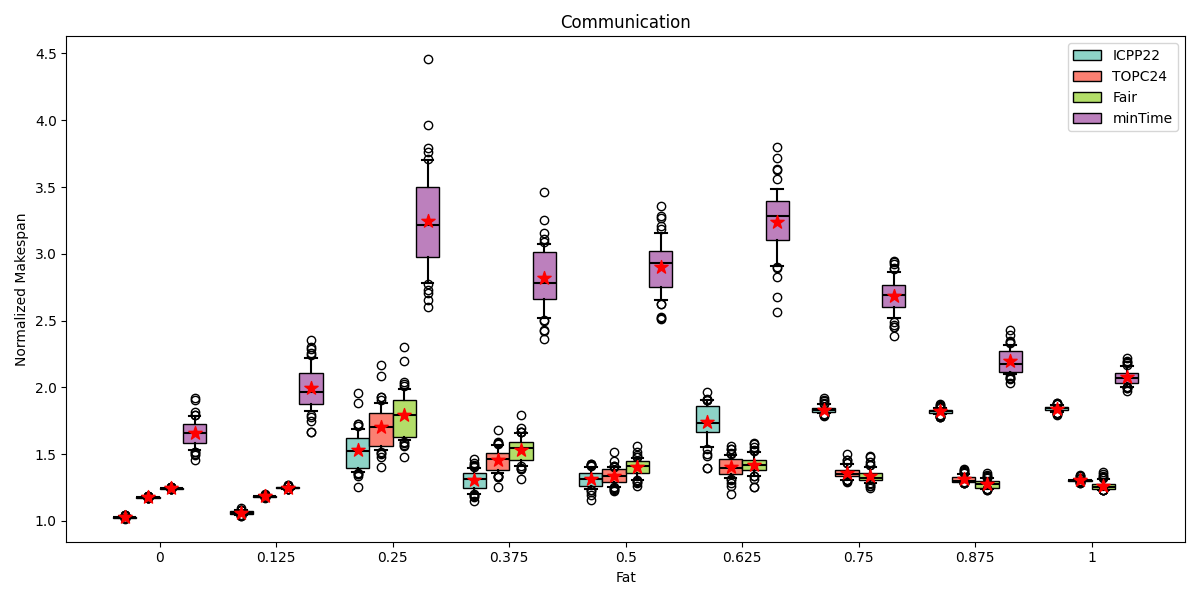 Communication
Normalized Makespan
4.5
4.0
3.5
3.0
2.5
2.0
1.5
1.0
ICPP22
TOPC24
Fair
minTime
0 0.125 0.25 0.375 0.5 0.625 0.75 0.875 1
Fat